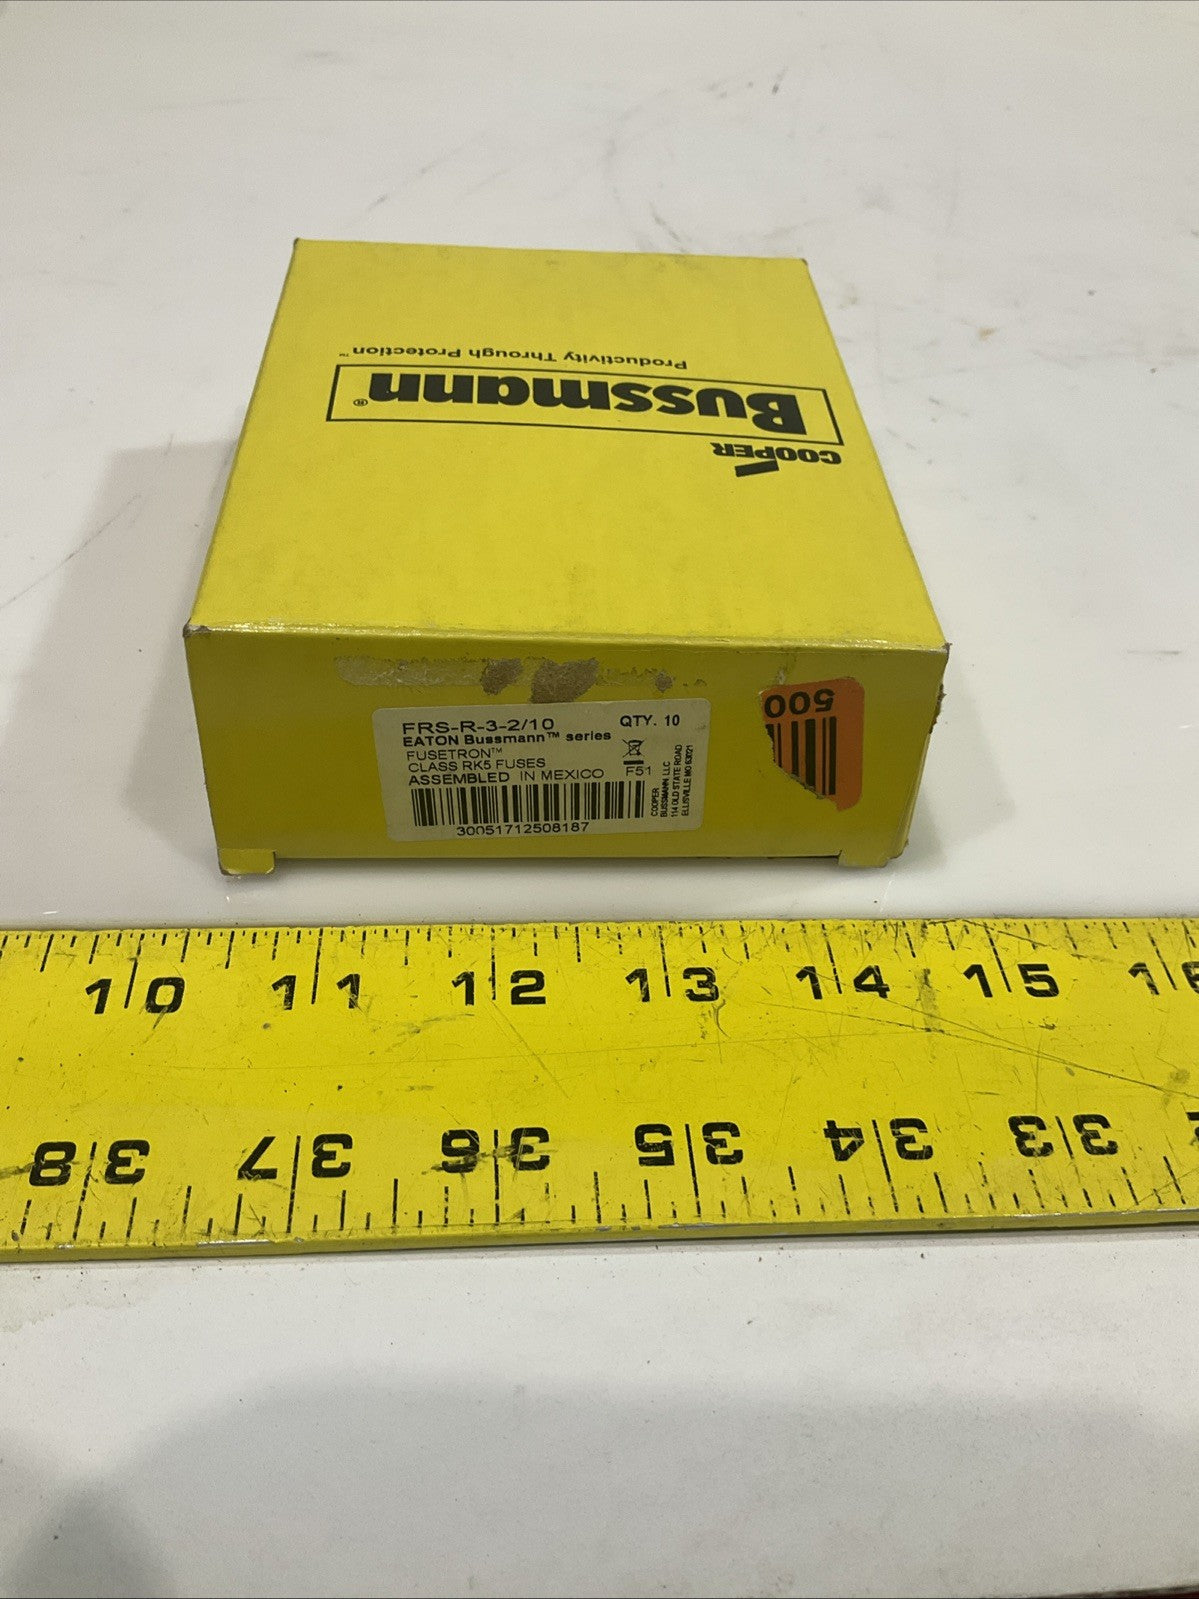 COOPER
Bussmann®
Productivity Through Protection™
FRS-R-3-2/10 QTY. 10
EATON Bussmann™ series
FUSETRON™
CLASS RK5 FUSES
ASSEMBLED IN MEXICO F51
30051712508187
COOPER
BUSSMANN, LLC
114 OLD STATE ROAD
ELLISVILLE MO 63021
500
10 11 12 13 14 15 16
38 37 36 35 34 33